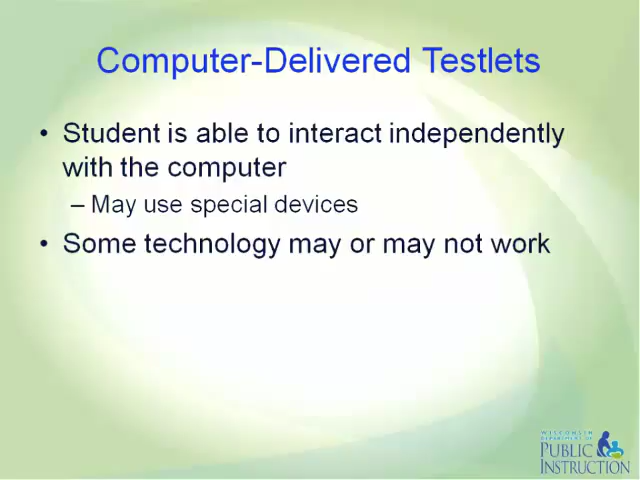 Computer-Delivered Testlets
• Student is able to interact independently
with the computer
– May use special devices
• Some technology may or may not work
WISCONSIN
DEPARTMENT OF
PUBLIC
INSTRUCTION